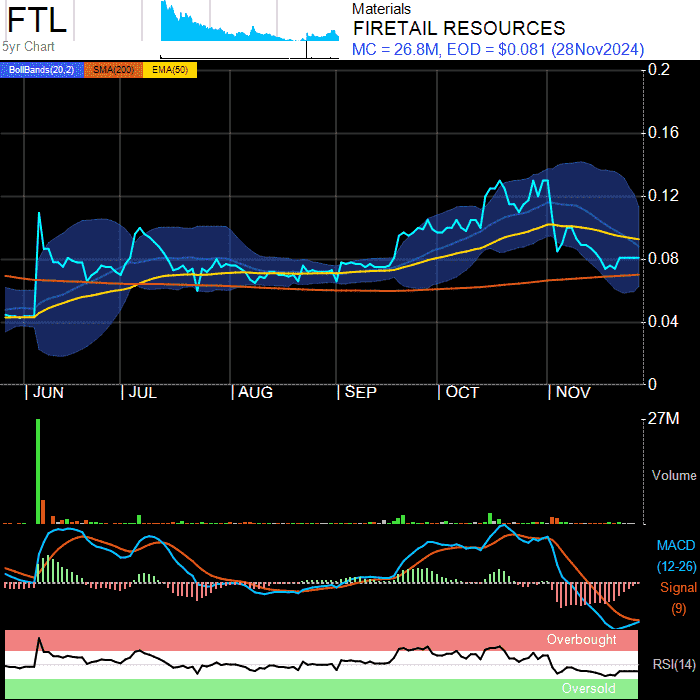 FTL
5yr Chart
Materials
FIRETAIL RESOURCES
MC = 26.8M, EOD = $0.081 (28Nov2024)
BollBands(20,2) SMA(200) EMA(50)
0.2
0.16
0.12
0.08
0.04
0
JUN JUL AUG SEP OCT NOV
27M
Volume
MACD
(12-26)
Signal
(9)
Overbought
RSI(14)
Oversold